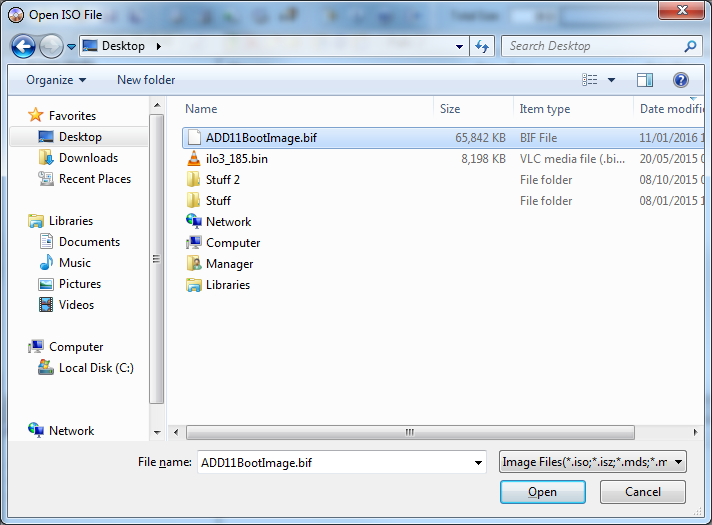 Open ISO File
Desktop
Search Desktop
Organize
New folder
Favorites
Desktop
Downloads
Recent Places
Libraries
Documents
Music
Pictures
Videos
Computer
Local Disk (C:)
Network
Name Size Item type Date modifie
ADD11BootImage.bif 65,842 KB BIF File 11/01/2016 1
ilo3_185.bin 8,198 KB VLC media file (.bi... 20/05/2015 0
Stuff 2 File folder 08/10/2015 0
Stuff File folder 08/01/2015 1
Network
Computer
Manager
Libraries
File name: ADD11BootImage.bif
Image Files(*.iso;*.isz;*.mds;*.m
Open Cancel